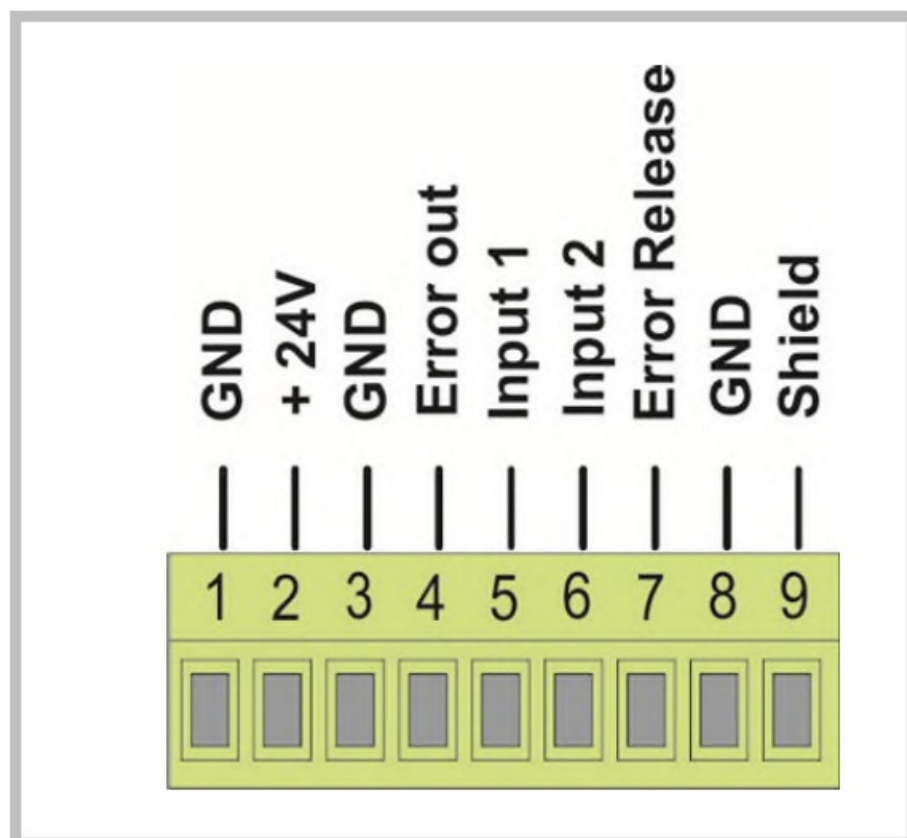 GND
+ 24V
GND
Error out
Input 1
Input 2
Error Release
GND
Shield
1 2 3 4 5 6 7 8 9